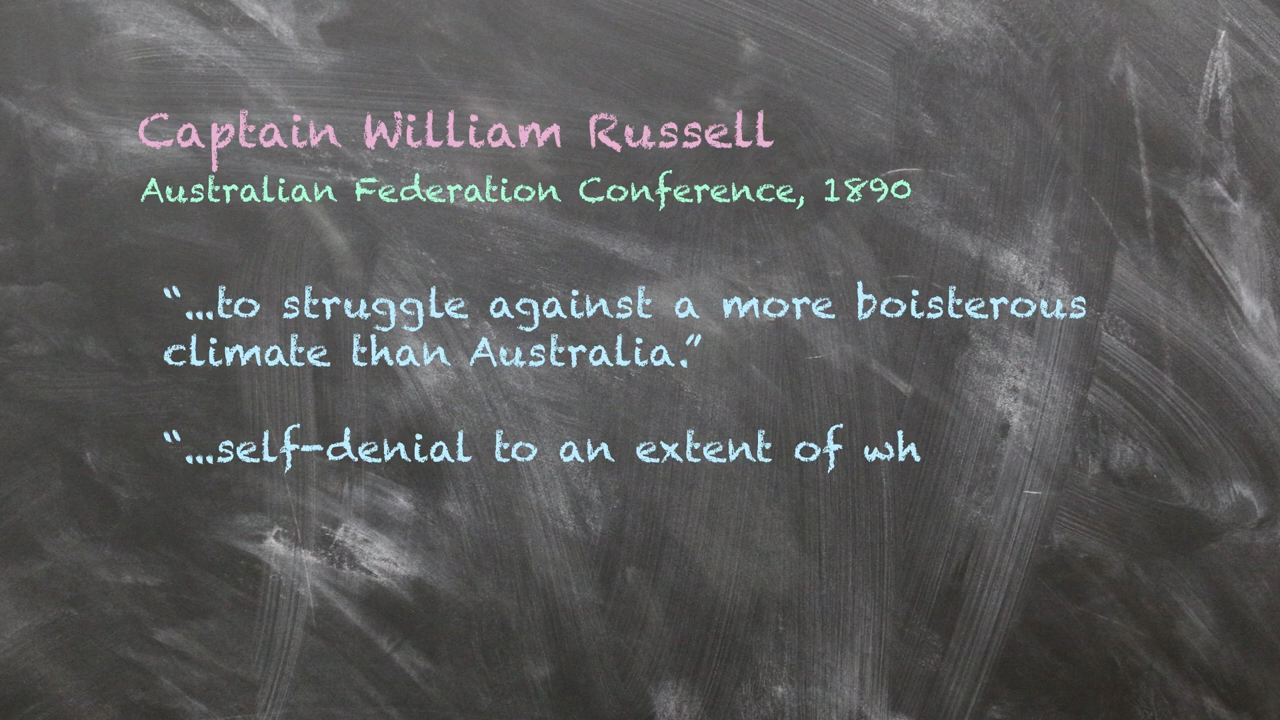 Captain William Russell
Australian Federation Conference, 1890
“...to struggle against a more boisterous
climate than Australia.”
“...self-denial to an extent of wh